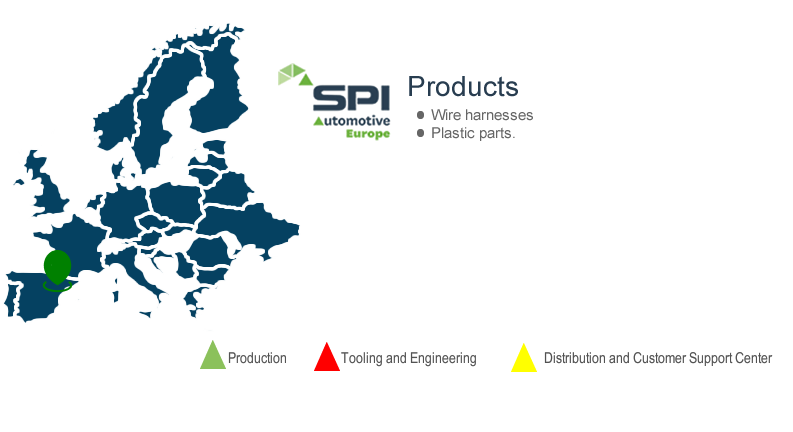 SPI
Automotive
Europe
Products
Wire harnesses
Plastic parts.
Production
Tooling and Engineering
Distribution and Customer Support Center